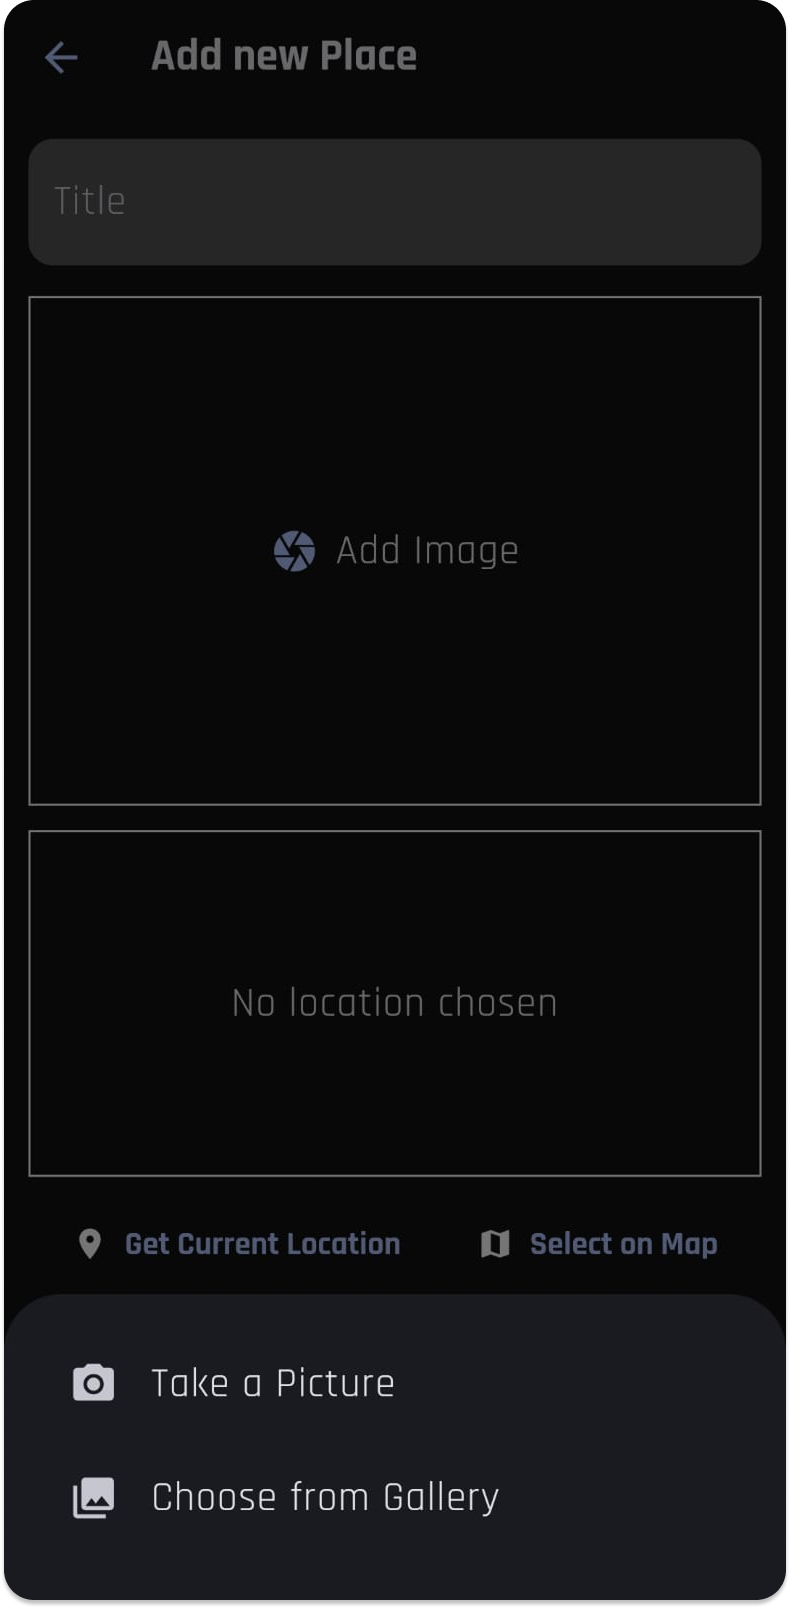 Add new Place
Title
Add Image
No location chosen
Get Current Location
Select on Map
Take a Picture
Choose from Gallery